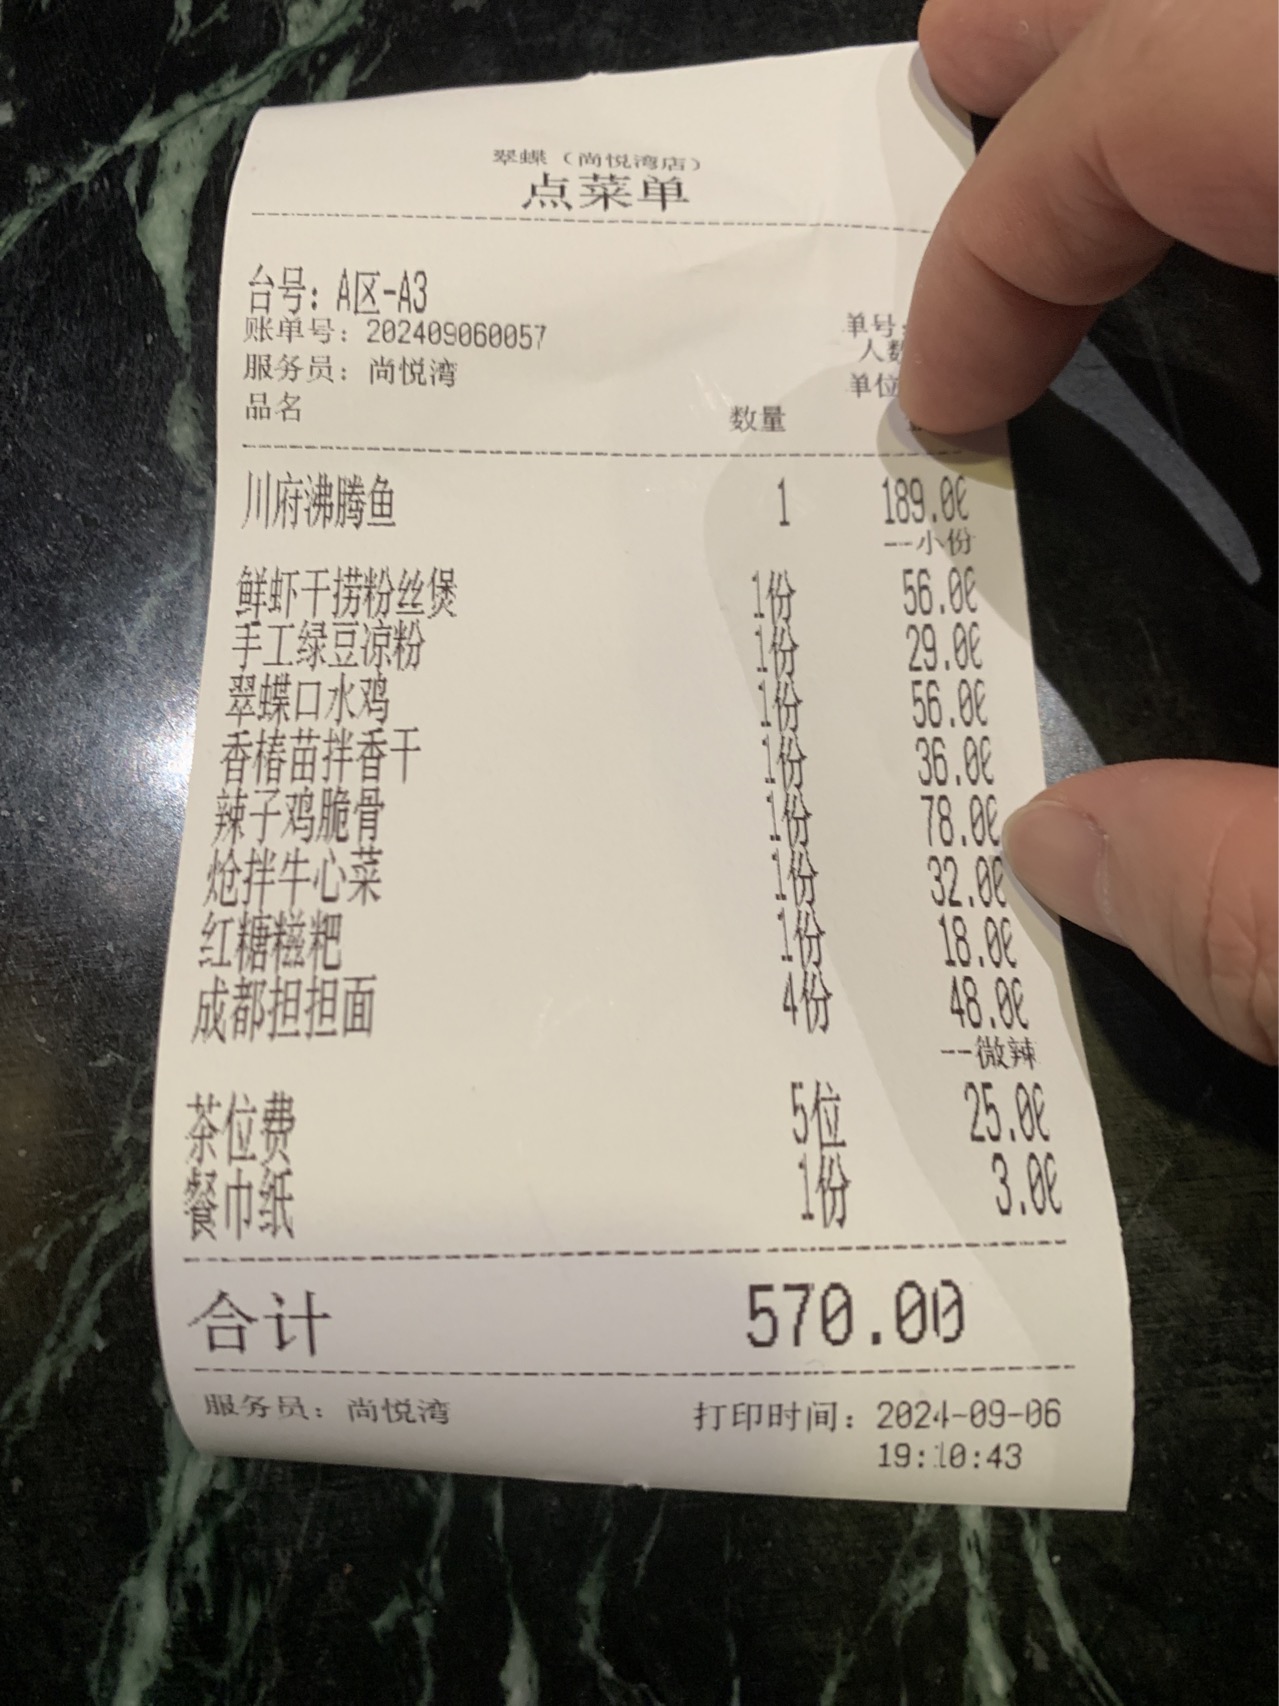 翠蝶（尚悦湾店）
点菜单
台号：A区-A3
账单号：202409060057 单号：
服务员：尚悦湾 人数
单位
品名 数量
川府沸腾鱼 1 189.00
--小份
鲜虾干捞粉丝煲 1份 56.00
手工绿豆凉粉 1份 29.00
翠蝶口水鸡 1份 56.00
香椿苗拌香干 1份 36.00
辣子鸡脆骨 1份 78.00
炝拌牛心菜 1份 32.00
红糖糍粑 1份 18.00
成都担担面 4份 48.00
--微辣
茶位费 5位 25.00
餐巾纸 1份 3.00
合计 570.00
服务员：尚悦湾 打印时间：2024-09-06
19:10:43